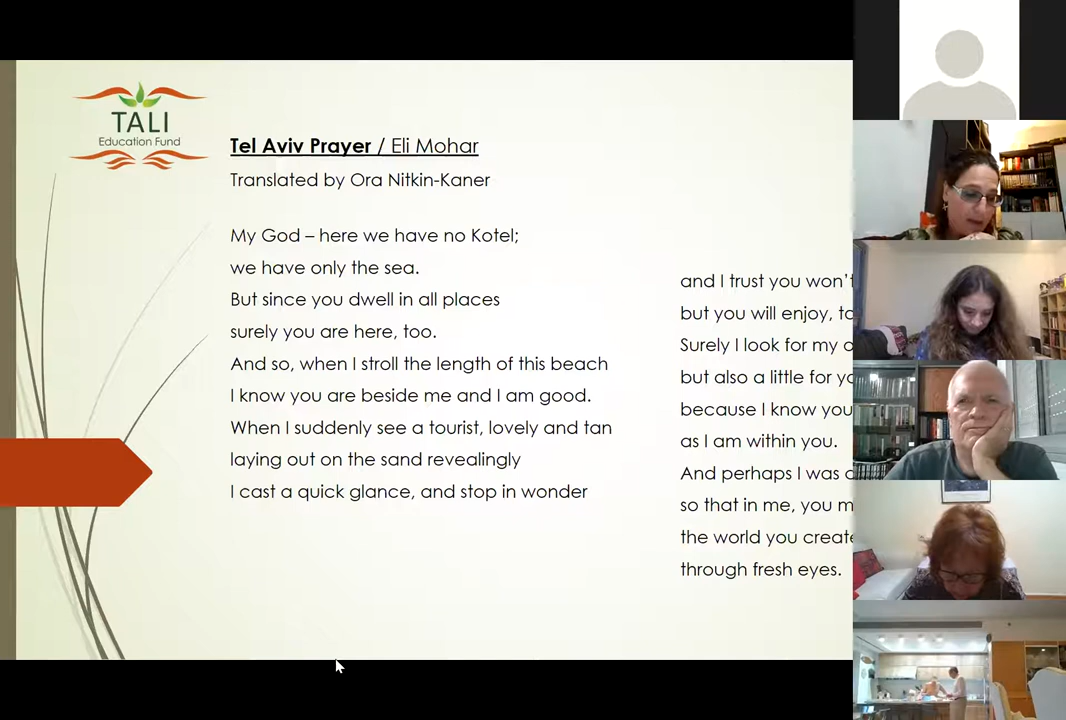 TALI
Education Fund
Tel Aviv Prayer / Eli Mohar
Translated by Ora Nitkin-Kaner
My God – here we have no Kotel;
we have only the sea.
But since you dwell in all places
surely you are here, too.
And so, when I stroll the length of this beach
I know you are beside me and I am good.
When I suddenly see a tourist, lovely and tan
laying out on the sand revealingly
I cast a quick glance, and stop in wonder
and I trust you won't
but you will enjoy,
Surely I look for my
but also a little for
because I know you
as I am within you.
And perhaps I was
so that in me, you
the world you
through fresh eyes.